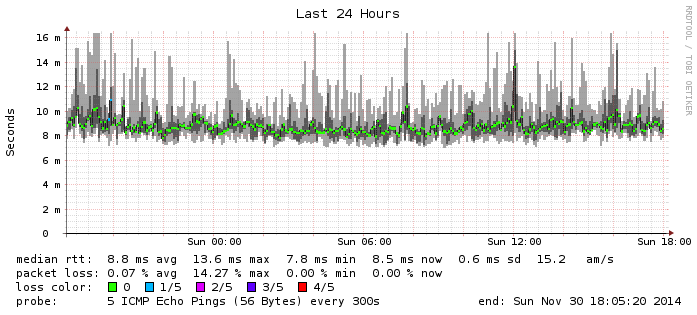 Last 24 Hours
RRDTOOL / TOBI OETIKER
Seconds
16 m
14 m
12 m
10 m
8 m
6 m
4 m
2 m
0
Sun 00:00 Sun 06:00 Sun 12:00 Sun 18:00
median rtt: 8.8 ms avg 13.6 ms max 7.8 ms min 8.5 ms now 0.6 ms sd 15.2 am/s
packet loss: 0.07 % avg 14.27 % max 0.00 % min 0.00 % now
loss color: 0 1/5 2/5 3/5 4/5
probe: 5 ICMP Echo Pings (56 Bytes) every 300s end: Sun Nov 30 18:05:20 2014